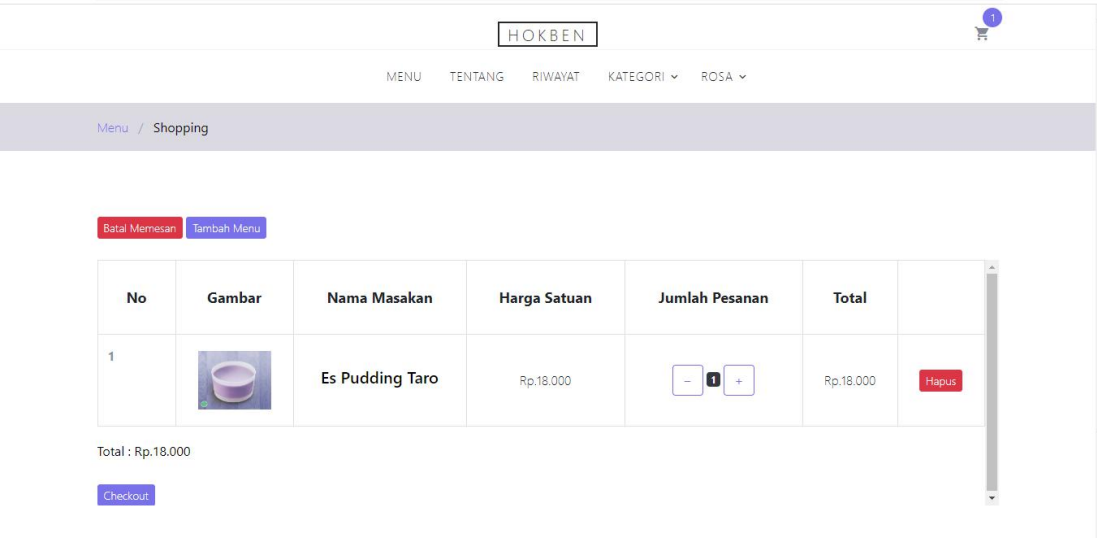 1
HOKBEN
MENU TENTANG RIWAYAT KATEGORI ROSA
Menu / Shopping
Batal Memesan Tambah Menu
No Gambar Nama Masakan Harga Satuan Jumlah Pesanan Total
1 Es Pudding Taro Rp.18.000 − 1 + Rp.18.000 Hapus
Total : Rp.18.000
Checkout